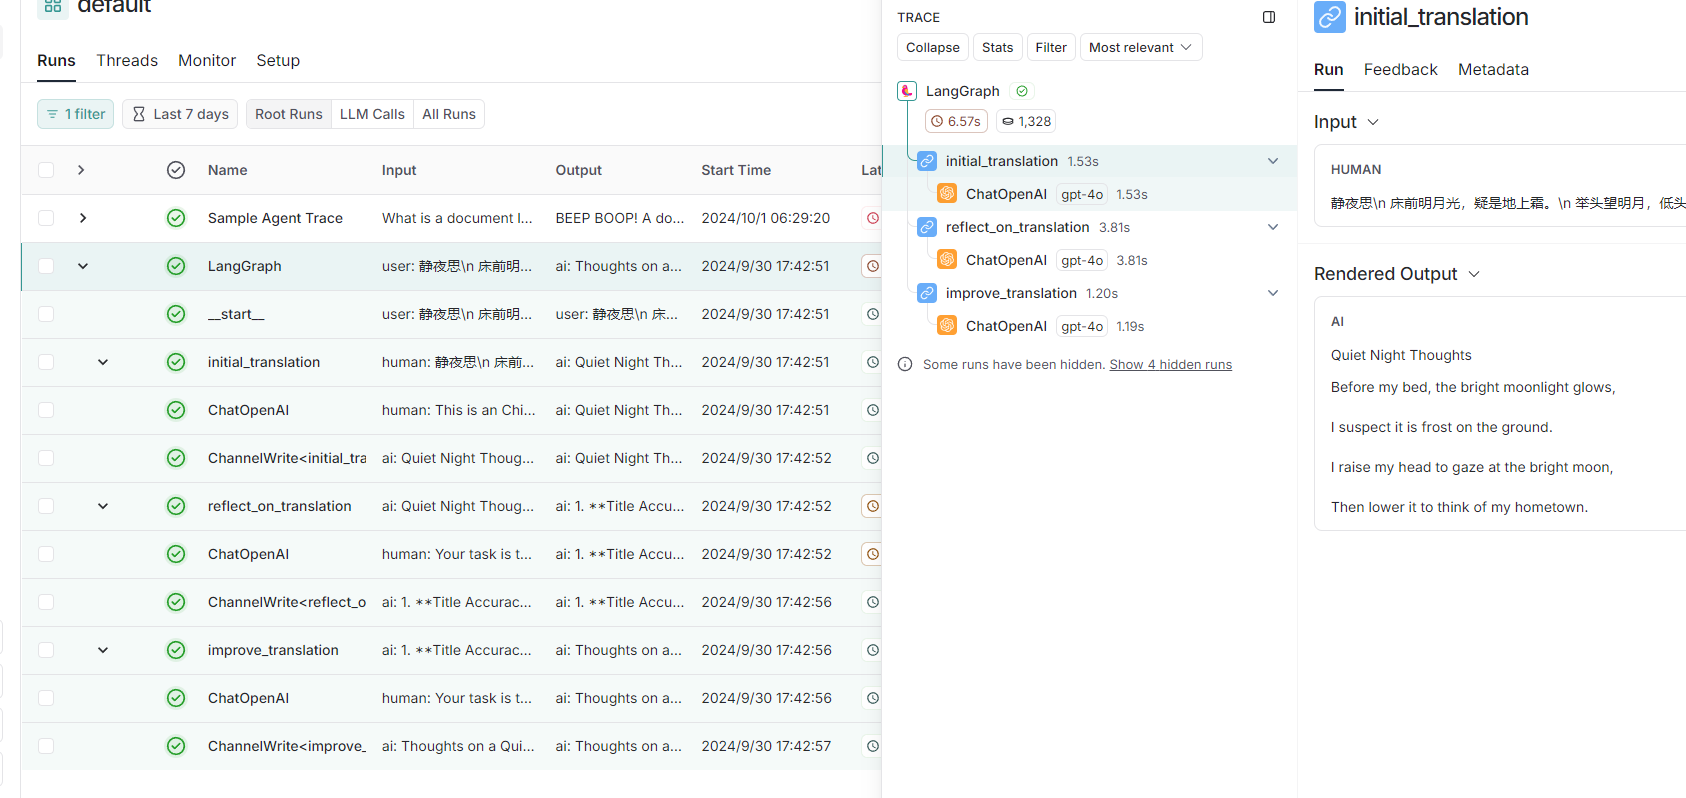 default
Runs Threads Monitor Setup
1 filter Last 7 days Root Runs LLM Calls All Runs
Name Input Output Start Time Lat
Sample Agent Trace What is a document l... BEEP BOOP! A do... 2024/10/1 06:29:20
LangGraph user: 静夜思\n 床前明... ai: Thoughts on a... 2024/9/30 17:42:51
__start__ user: 静夜思\n 床前明... user: 静夜思\n 床... 2024/9/30 17:42:51
initial_translation human: 静夜思\n 床前... ai: Quiet Night Th... 2024/9/30 17:42:51
ChatOpenAI human: This is an Chi... ai: Quiet Night Th... 2024/9/30 17:42:51
ChannelWrite<initial_tra ai: Quiet Night Thoug... ai: Quiet Night Th... 2024/9/30 17:42:52
reflect_on_translation ai: Quiet Night Thoug... ai: 1. **Title Accu... 2024/9/30 17:42:52
ChatOpenAI human: Your task is t... ai: 1. **Title Accu... 2024/9/30 17:42:52
ChannelWrite<reflect_o ai: 1. **Title Accurac... ai: 1. **Title Accu... 2024/9/30 17:42:56
improve_translation ai: 1. **Title Accurac... ai: Thoughts on a... 2024/9/30 17:42:56
ChatOpenAI human: Your task is t... ai: Thoughts on a... 2024/9/30 17:42:56
ChannelWrite<improve_ ai: Thoughts on a Qui... ai: Thoughts on a... 2024/9/30 17:42:57
TRACE
Collapse Stats Filter Most relevant
LangGraph
6.57s 1,328
initial_translation 1.53s
ChatOpenAI gpt-4o 1.53s
reflect_on_translation 3.81s
ChatOpenAI gpt-4o 3.81s
improve_translation 1.20s
ChatOpenAI gpt-4o 1.19s
Some runs have been hidden. Show 4 hidden runs
initial_translation
Run Feedback Metadata
Input
HUMAN
静夜思\n 床前明月光，疑是地上霜。\n 举头望明月，低头
Rendered Output
AI
Quiet Night Thoughts
Before my bed, the bright moonlight glows,
I suspect it is frost on the ground.
I raise my head to gaze at the bright moon,
Then lower it to think of my hometown.